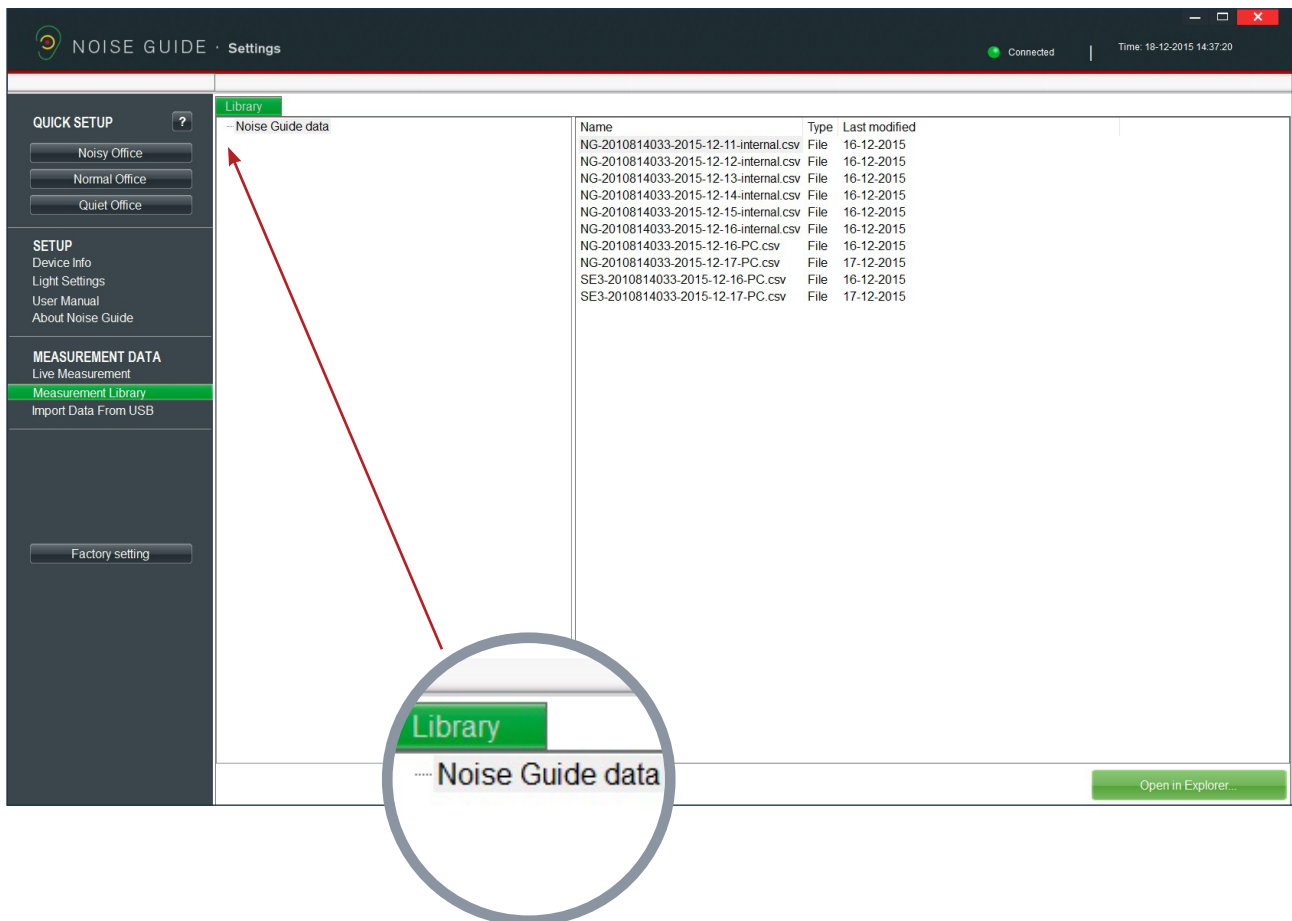 NOISE GUIDE · Settings
Connected | Time: 18-12-2015 14:37:20
QUICK SETUP ?
Noisy Office
Normal Office
Quiet Office
SETUP
Device Info
Light Settings
User Manual
About Noise Guide
MEASUREMENT DATA
Live Measurement
Measurement Library
Import Data From USB
Factory setting
Library
Noise Guide data
Name Type Last modified
NG-2010814033-2015-12-11-internal.csv File 16-12-2015
NG-2010814033-2015-12-12-internal.csv File 16-12-2015
NG-2010814033-2015-12-13-internal.csv File 16-12-2015
NG-2010814033-2015-12-14-internal.csv File 16-12-2015
NG-2010814033-2015-12-15-internal.csv File 16-12-2015
NG-2010814033-2015-12-16-internal.csv File 16-12-2015
NG-2010814033-2015-12-16-PC.csv File 16-12-2015
NG-2010814033-2015-12-17-PC.csv File 17-12-2015
SE3-2010814033-2015-12-16-PC.csv File 16-12-2015
SE3-2010814033-2015-12-17-PC.csv File 17-12-2015
Library
Noise Guide data
Open in Explorer...